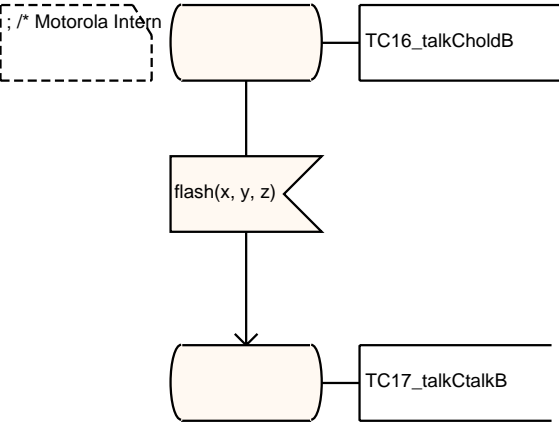 ; /* Motorola Intern
TC16_talkCholdB
flash(x, y, z)
TC17_talkCtalkB